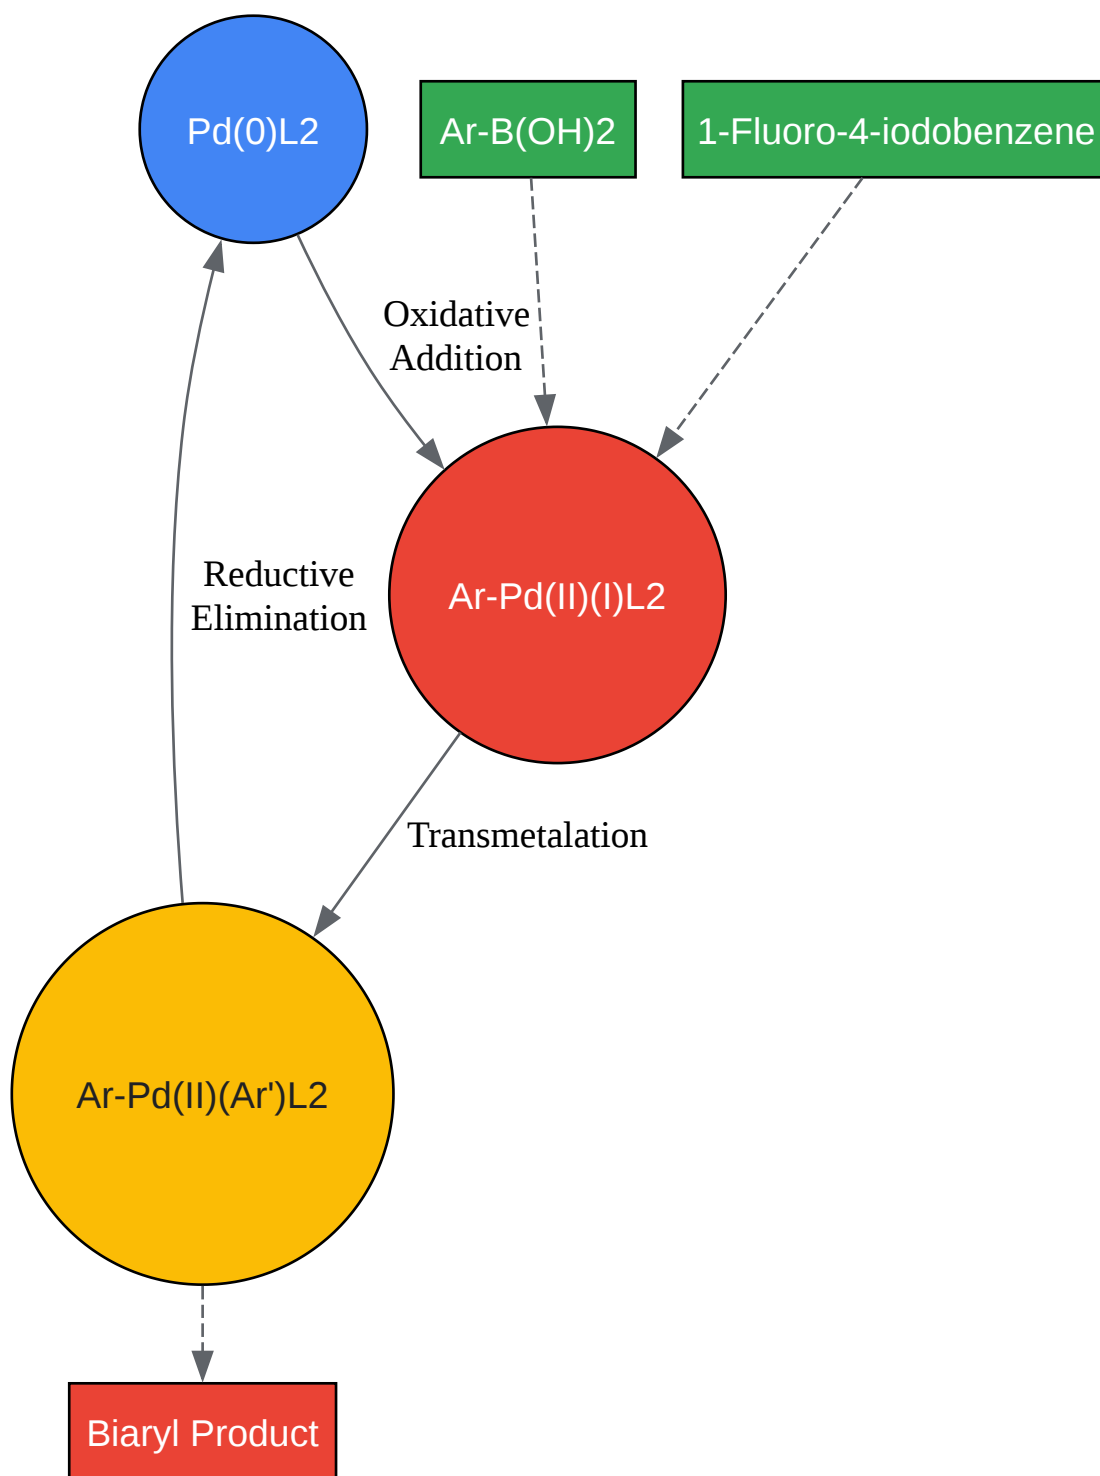 Pd(0)L2
Ar-B(OH)2
1-Fluoro-4-iodobenzene
Oxidative
Addition
Reductive
Elimination
Ar-Pd(II)(I)L2
Transmetalation
Ar-Pd(II)(Ar')L2
Biaryl Product